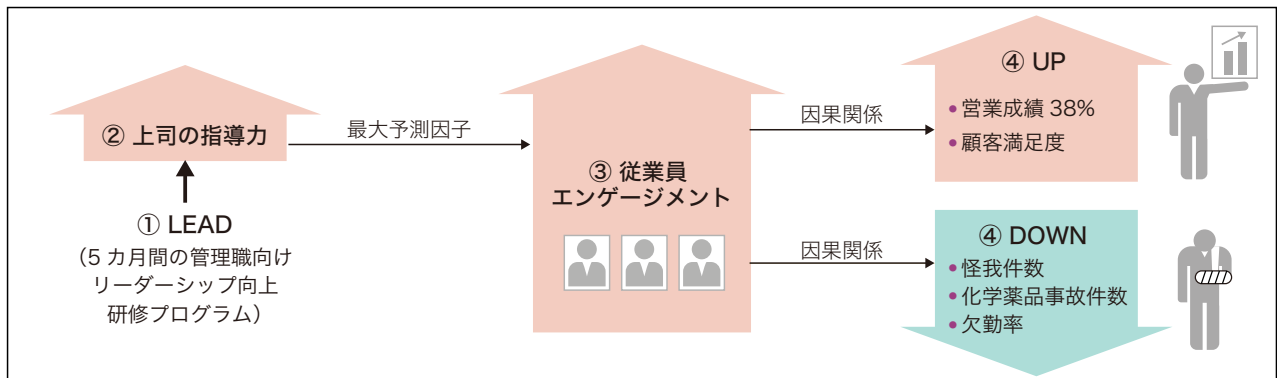 ② 上司の指導力
最大予測因子
① LEAD
（5 カ月間の管理職向け
リーダーシップ向上
研修プログラム）
③ 従業員
エンゲージメント
因果関係
④ UP
• 営業成績 38%
• 顧客満足度
因果関係
④ DOWN
• 怪我件数
• 化学薬品事故件数
• 欠勤率